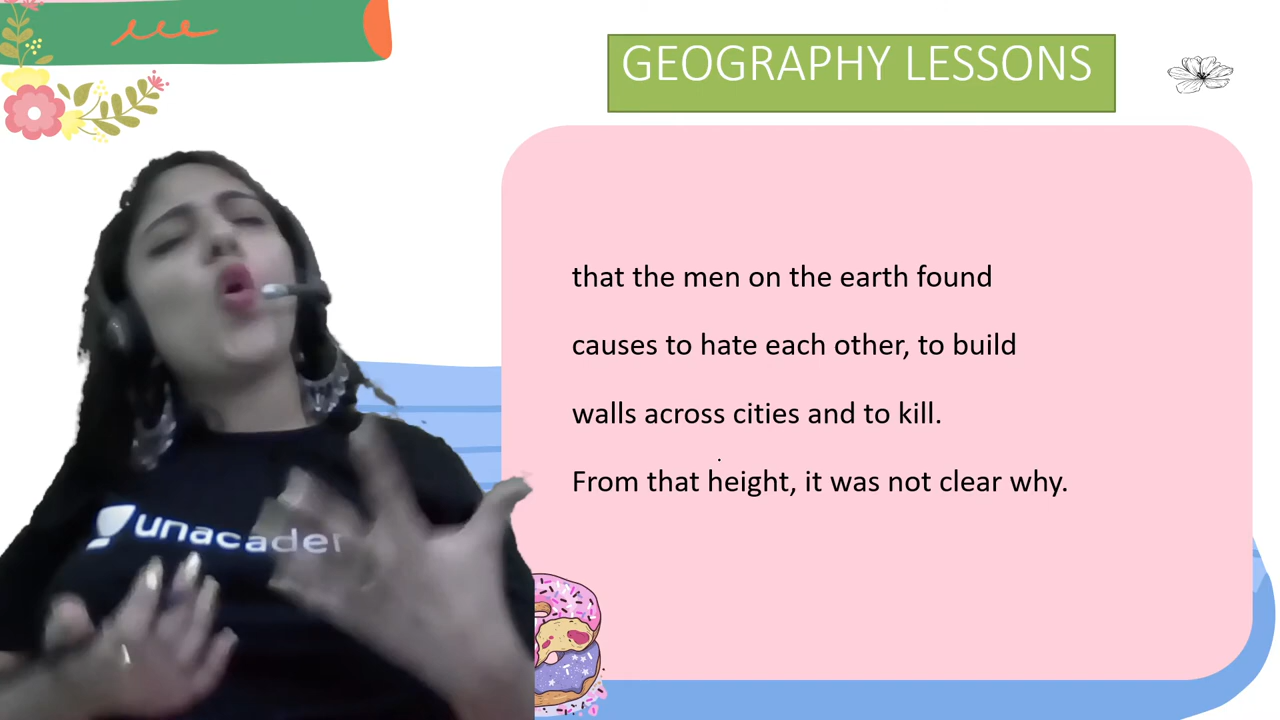 GEOGRAPHY LESSONS
that the men on the earth found
causes to hate each other, to build
walls across cities and to kill.
From that height, it was not clear why.
unacade